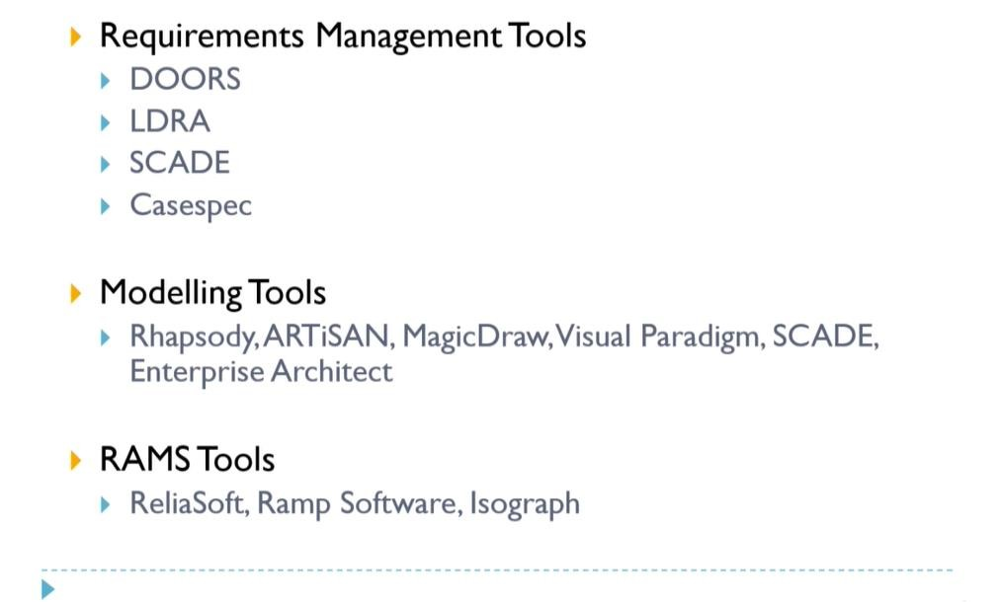 Requirements Management Tools
DOORS
LDRA
SCADE
Casespec
Modelling Tools
Rhapsody, ARTiSAN, MagicDraw, Visual Paradigm, SCADE,
Enterprise Architect
RAMS Tools
ReliaSoft, Ramp Software, Isograph